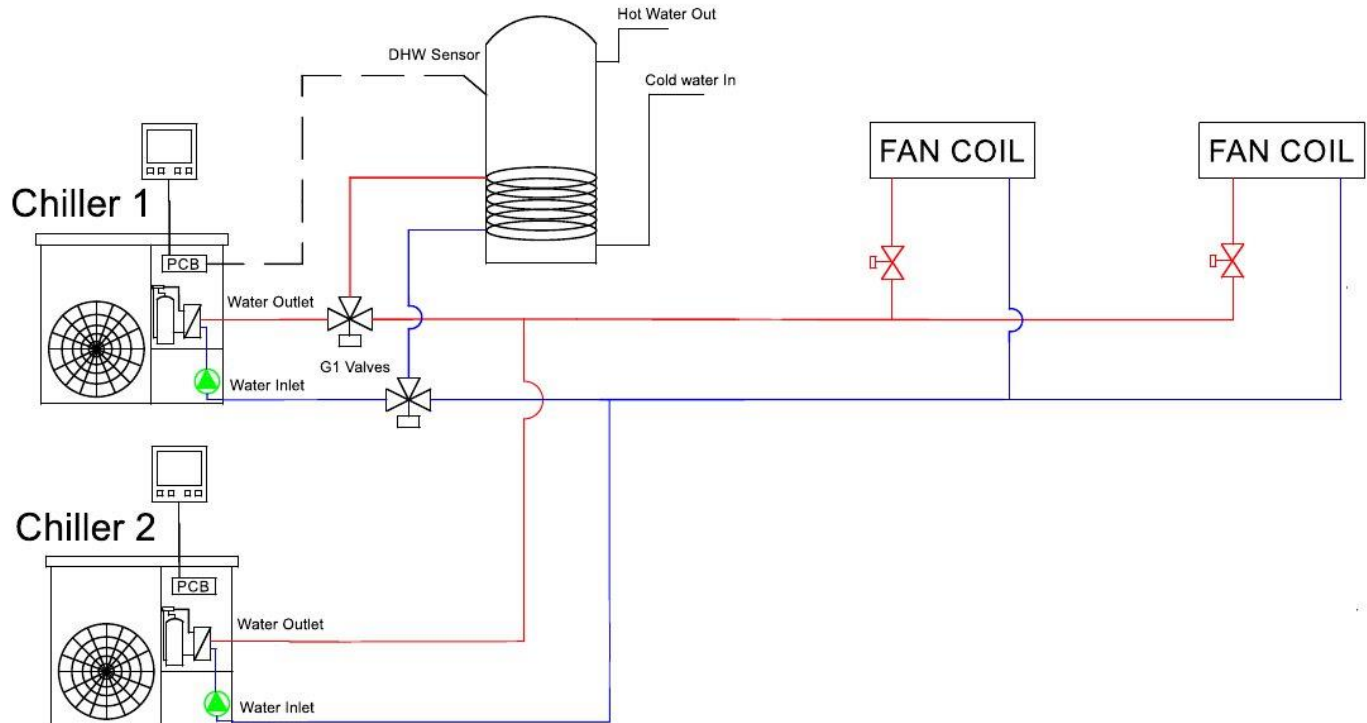 Hot Water Out
DHW Sensor
Cold water In
FAN COIL
FAN COIL
Chiller 1
PCB
Water Outlet
G1 Valves
Water Inlet
Chiller 2
PCB
Water Outlet
Water Inlet